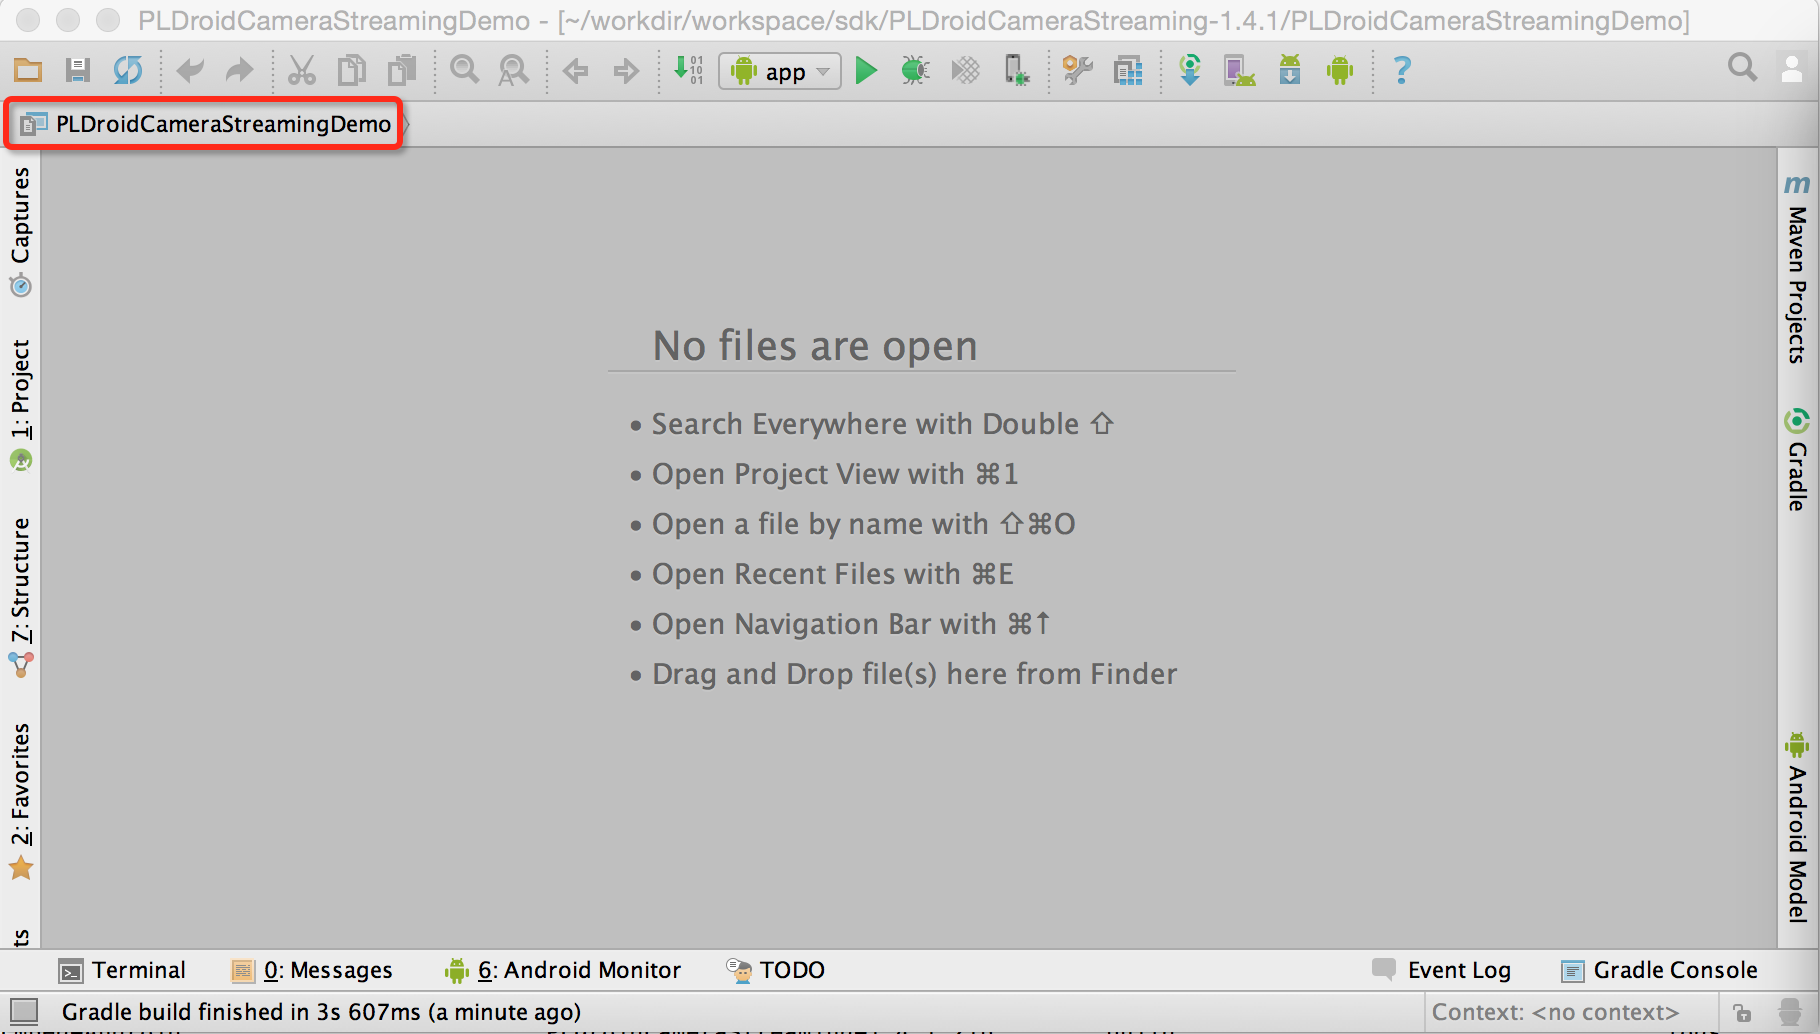 PLDroidCameraStreamingDemo - [~/workdir/workspace/sdk/PLDroidCameraStreaming-1.4.1/PLDroidCameraStreamingDemo]
app
?
PLDroidCameraStreamingDemo
Captures
1: Project
7: Structure
2: Favorites
ts
No files are open
• Search Everywhere with Double ⇧
• Open Project View with ⌘1
• Open a file by name with ⇧⌘O
• Open Recent Files with ⌘E
• Open Navigation Bar with ⌘↑
• Drag and Drop file(s) here from Finder
m
Maven Projects
Gradle
Android Model
Terminal
0: Messages
6: Android Monitor
TODO
Event Log
Gradle Console
Gradle build finished in 3s 607ms (a minute ago)
Context: <no context>